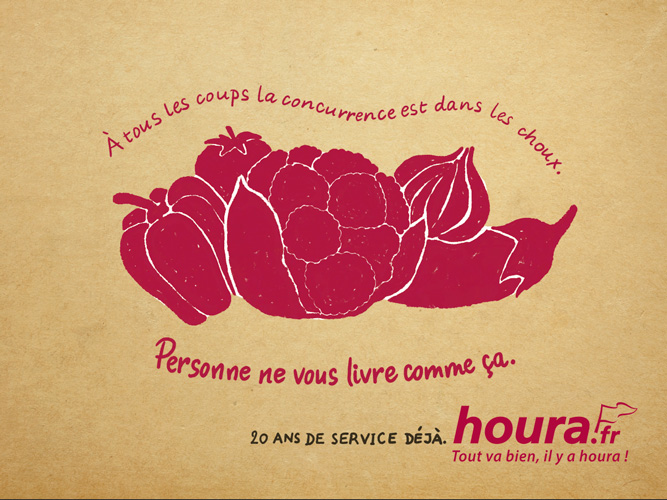 À tous les coups la concurrence est dans les choux.
Personne ne vous livre comme ça.
20 ANS DE SERVICE DÉJÀ.
houra.fr
Tout va bien, il y a houra !